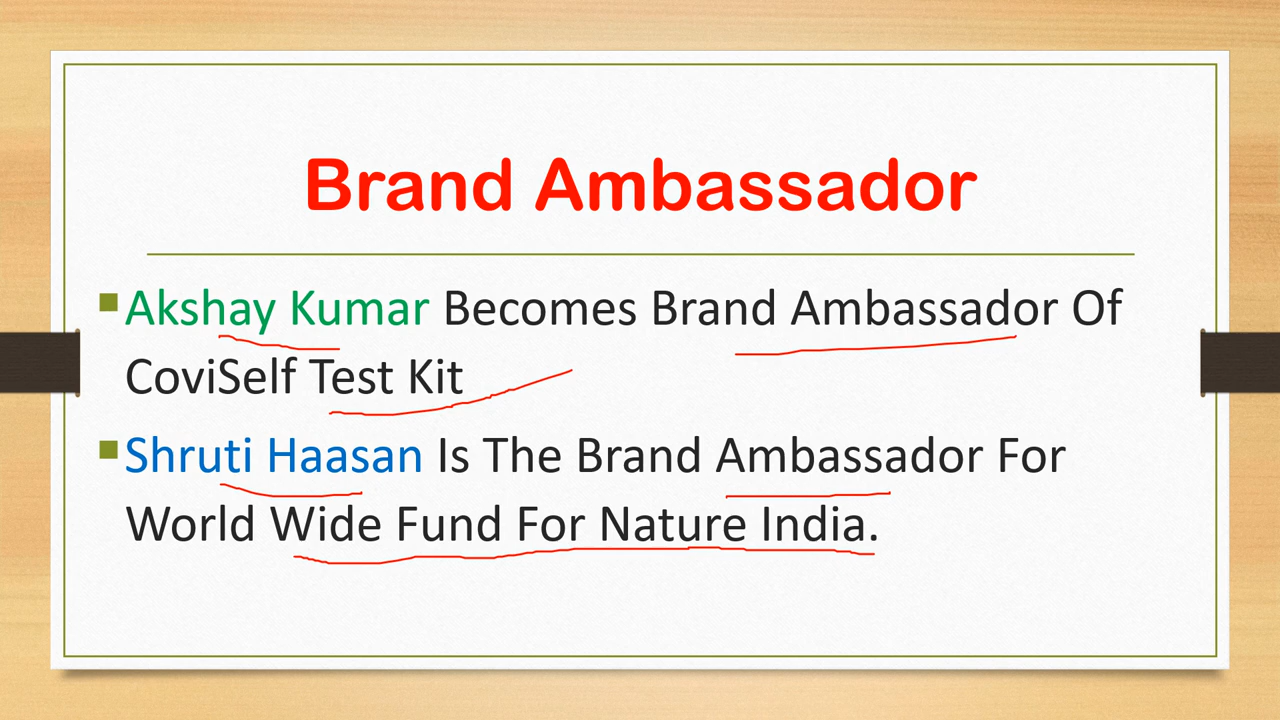 Brand Ambassador
Akshay Kumar Becomes Brand Ambassador Of
CoviSelf Test Kit
Shruti Haasan Is The Brand Ambassador For
World Wide Fund For Nature India.